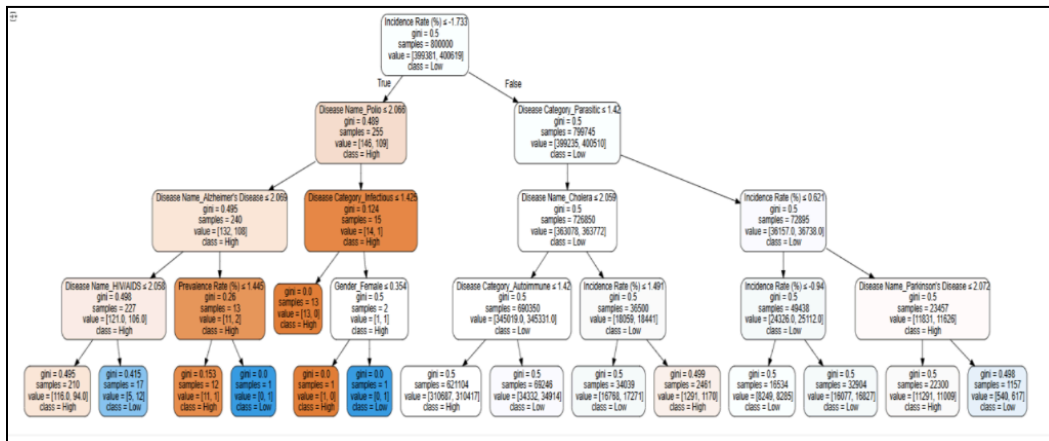 Incidence Rate (%) ≤ -1.733
gini = 0.5
samples = 800000
value = [399381, 400619]
class = Low
True
False
Disease Name_Polio ≤ 2.066
gini = 0.489
samples = 255
value = [146, 109]
class = High
Disease Category_Parasitic ≤ 1.42
gini = 0.5
samples = 799745
value = [399235, 400510]
class = Low
Disease Name_Alzheimer's Disease ≤ 2.069
gini = 0.495
samples = 240
value = [132, 108]
class = High
Disease Category_Infectious ≤ 1.425
gini = 0.124
samples = 15
value = [14, 1]
class = High
Disease Name_Cholera ≤ 2.059
gini = 0.5
samples = 726850
value = [363078, 363772]
class = Low
Incidence Rate (%) ≤ 0.621
gini = 0.5
samples = 72895
value = [36157.0, 36738.0]
class = Low
Disease Name_HIV/AIDS ≤ 2.058
gini = 0.498
samples = 227
value = [121.0, 106.0]
class = High
Prevalence Rate (%) ≤ 1.445
gini = 0.26
samples = 13
value = [11, 2]
class = High
gini = 0.0
samples = 13
value = [13, 0]
class = High
Gender_Female ≤ 0.354
gini = 0.5
samples = 2
value = [1, 1]
class = High
Disease Category_Autoimmune ≤ 1.42
gini = 0.5
samples = 690350
value = [345019.0, 345331.0]
class = Low
Incidence Rate (%) ≤ 1.491
gini = 0.5
samples = 36500
value = [18059, 18441]
class = Low
Incidence Rate (%) ≤ -0.94
gini = 0.5
samples = 49438
value = [24326.0, 25112.0]
class = Low
Disease Name_Parkinson's Disease ≤ 2.072
gini = 0.5
samples = 23457
value = [11831, 11626]
class = High
gini = 0.495
samples = 210
value = [116.0, 94.0]
class = High
gini = 0.415
samples = 17
value = [5, 12]
class = Low
gini = 0.153
samples = 12
value = [11, 1]
class = High
gini = 0.0
samples = 1
value = [0, 1]
class = Low
gini = 0.0
samples = 1
value = [1, 0]
class = High
gini = 0.0
samples = 1
value = [0, 1]
class = Low
gini = 0.5
samples = 621104
value = [310687, 310417]
class = High
gini = 0.5
samples = 69246
value = [34332, 34914]
class = Low
gini = 0.5
samples = 34039
value = [16768, 17271]
class = Low
gini = 0.499
samples = 2461
value = [1291, 1170]
class = High
gini = 0.5
samples = 16534
value = [8249, 8285]
class = Low
gini = 0.5
samples = 32904
value = [16077, 16827]
class = Low
gini = 0.5
samples = 22300
value = [11291, 11009]
class = High
gini = 0.498
samples = 1157
value = [540, 617]
class = Low